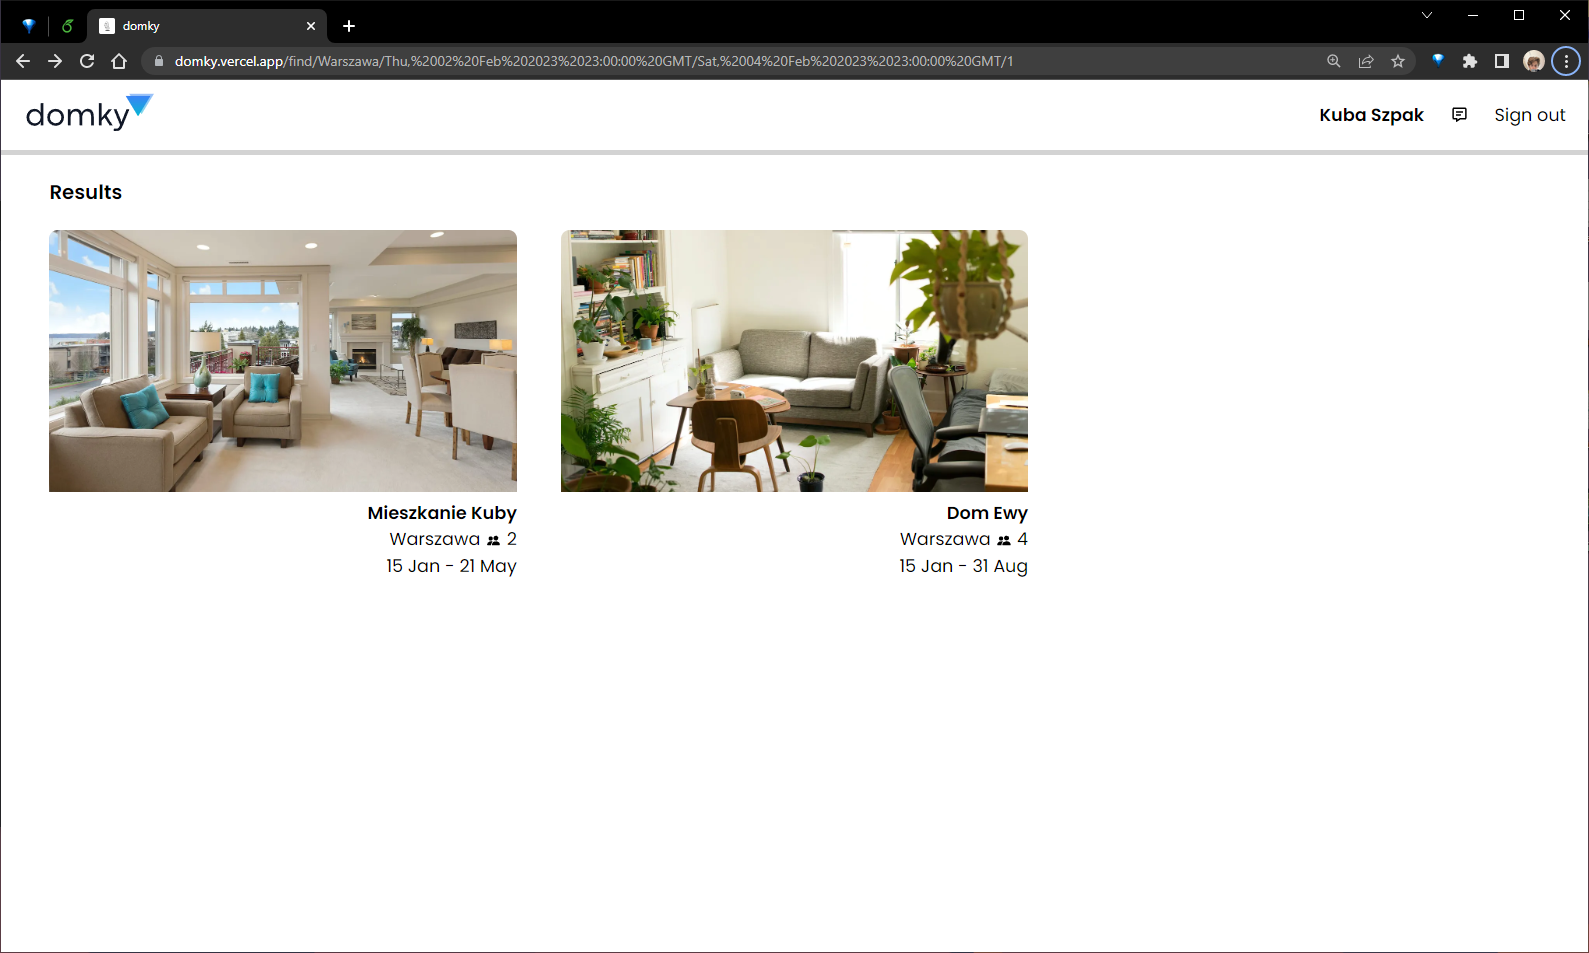 domky
domky.vercel.app/find/Warszawa/Thu,%2002%20Feb%202023%2023:00:00%20GMT/Sat,%2004%20Feb%202023%2023:00:00%20GMT/1
domky
Kuba Szpak
Sign out
Results
Mieszkanie Kuby
Warszawa 2
15 Jan - 21 May
Dom Ewy
Warszawa 4
15 Jan - 31 Aug